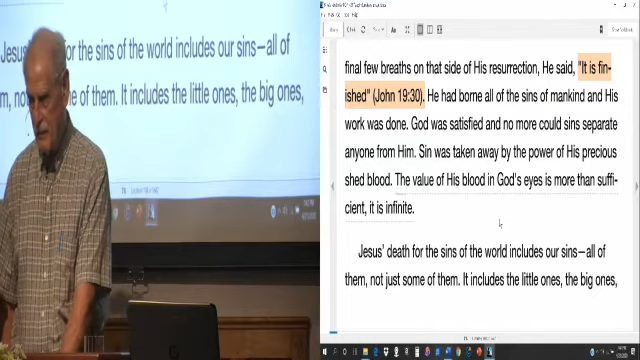 Jesus' de for the sins of the world includes our sins—all of
m, no e of them. It includes the little ones, the big ones,
final few breaths on that side of His resurrection, He said, "It is fin-
ished" (John 19:30). He had borne all of the sins of mankind and His
work was done. God was satisfied and no more could sins separate
anyone from Him. Sin was taken away by the power of His precious
shed blood. The value of His blood in God's eyes is more than suffi-
cient, it is infinite.
Jesus' death for the sins of the world includes our sins—all of
them, not just some of them. It includes the little ones, the big ones,